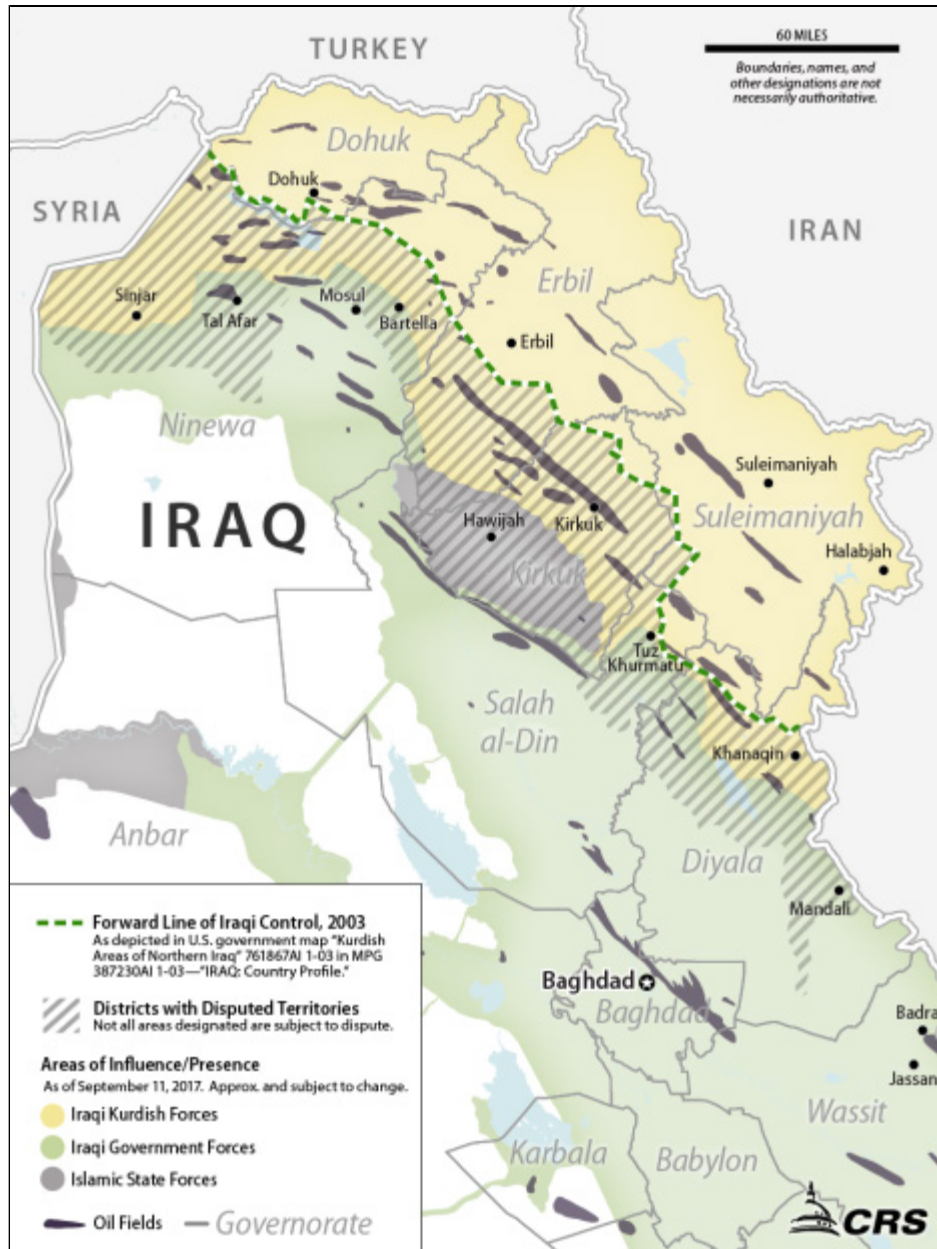 TURKEY
60 MILES
Boundaries, names, and
other designations are not
necessarily authoritative.
Dohuk
Dohuk
SYRIA
IRAN
Erbil
Sinjar
Tal Afar
Mosul
Bartella
Erbil
Ninewa
Suleimaniyah
IRAQ
Hawijah
Kirkuk
Suleimaniyah
Halabjah
Kirkuk
Tuz
Khurmatu
Salah
al-Din
Khanaqin
Anbar
Diyala
Mandali
Baghdad
Baghdad
Badra
Jassan
Wassit
Karbala
Babylon
Forward Line of Iraqi Control, 2003
As depicted in U.S. government map "Kurdish
Areas of Northern Iraq" 761867AI 1-03 in MPG
387230AI 1-03—"IRAQ: Country Profile."
Districts with Disputed Territories
Not all areas designated are subject to dispute.
Areas of Influence/Presence
As of September 11, 2017. Approx. and subject to change.
Iraqi Kurdish Forces
Iraqi Government Forces
Islamic State Forces
Oil Fields
Governorate
CRS